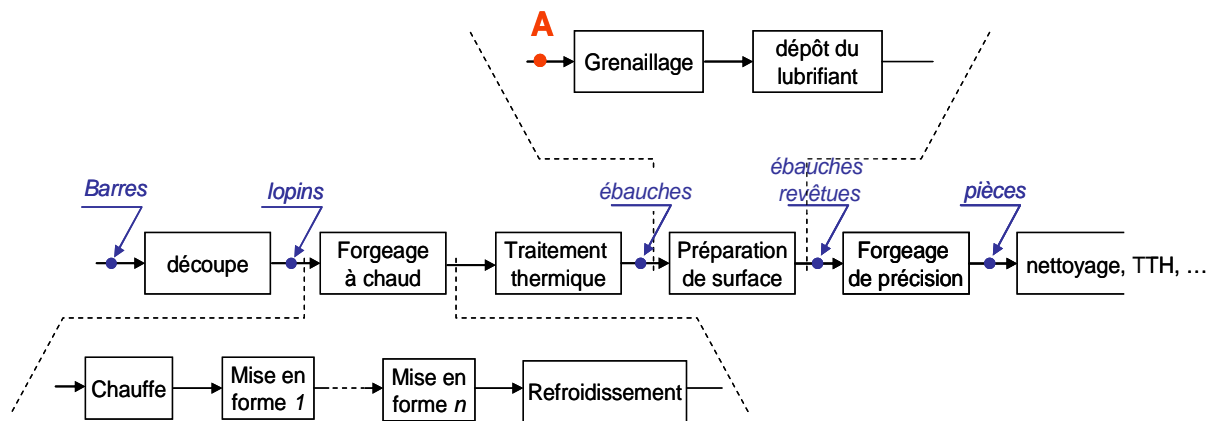 A
Grenaillage
dépôt du
lubrifiant
Barres
lopins
ébauches
ébauches
revêtues
pièces
découpe
Forgeage
à chaud
Traitement
thermique
Préparation
de surface
Forgeage
de précision
nettoyage, TTH, …
Chauffe
Mise en
forme 1
Mise en
forme n
Refroidissement